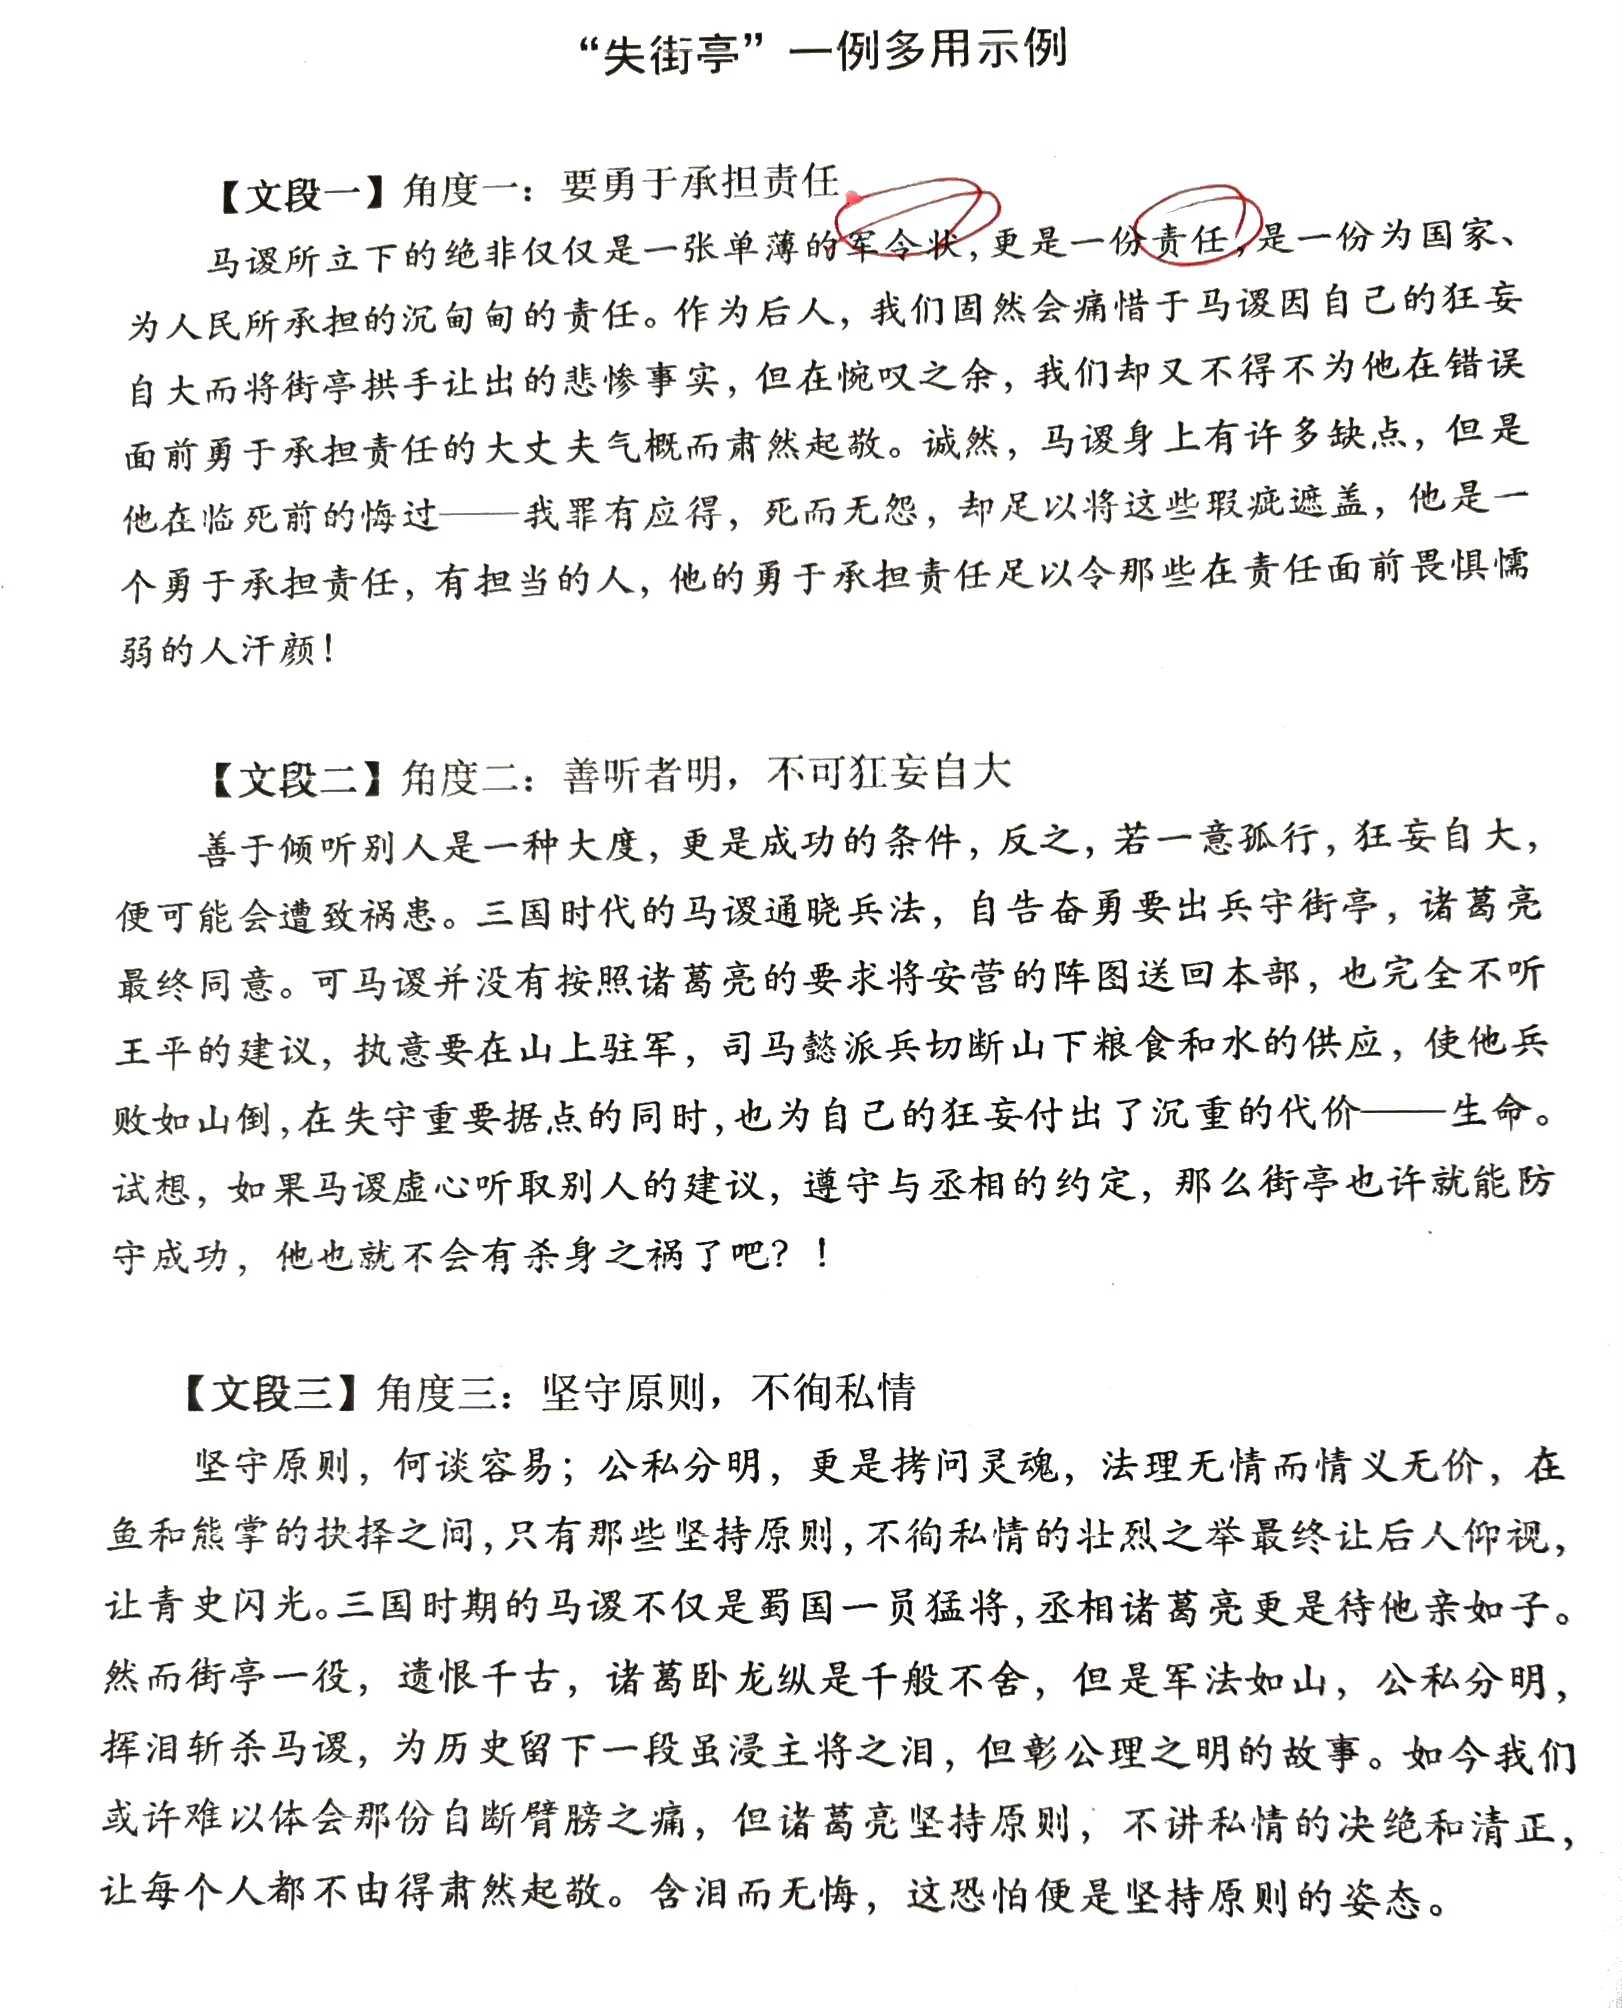 “失街亭”一例多用示例
【文段一】角度一：要勇于承担责任
马谡所立下的绝非仅仅是一张单薄的军令状，更是一份责任，是一份为国家、
为人民所承担的沉甸甸的责任。作为后人，我们固然会痛惜于马谡因自己的狂妄
自大而将街亭拱手让出的悲惨事实，但在惋叹之余，我们却又不得不为他在错误
面前勇于承担责任的大丈夫气概而肃然起敬。诚然，马谡身上有许多缺点，但是
他在临死前的悔过——我罪有应得，死而无怨，却足以将这些瑕疵遮盖，他是一
个勇于承担责任，有担当的人，他的勇于承担责任足以令那些在责任面前畏惧懦
弱的人汗颜！
【文段二】角度二：善听者明，不可狂妄自大
善于倾听别人是一种大度，更是成功的条件，反之，若一意孤行，狂妄自大，
便可能会遭致祸患。三国时代的马谡通晓兵法，自告奋勇要出兵守街亭，诸葛亮
最终同意。可马谡并没有按照诸葛亮的要求将安营的阵图送回本部，也完全不听
王平的建议，执意要在山上驻军，司马懿派兵切断山下粮食和水的供应，使他兵
败如山倒，在失守重要据点的同时，也为自己的狂妄付出了沉重的代价——生命。
试想，如果马谡虚心听取别人的建议，遵守与丞相的约定，那么街亭也许就能防
守成功，他也就不会有杀身之祸了吧？！
【文段三】角度三：坚守原则，不徇私情
坚守原则，何谈容易；公私分明，更是拷问灵魂，法理无情而情义无价，在
鱼和熊掌的抉择之间，只有那些坚持原则，不徇私情的壮烈之举最终让后人仰视，
让青史闪光。三国时期的马谡不仅是蜀国一员猛将，丞相诸葛亮更是待他亲如子。
然而街亭一役，遗恨千古，诸葛卧龙纵是千般不舍，但是军法如山，公私分明，
挥泪斩杀马谡，为历史留下一段虽浸主将之泪，但彰公理之明的故事。如今我们
或许难以体会那份自断臂膀之痛，但诸葛亮坚持原则，不讲私情的决绝和清正，
让每个人都不由得肃然起敬。含泪而无悔，这恐怕便是坚持原则的姿态。